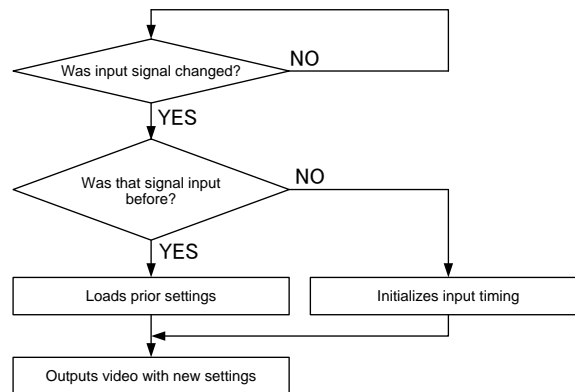 Was input signal changed?
NO
YES
Was that signal input
before?
NO
YES
Loads prior settings
Initializes input timing
Outputs video with new settings